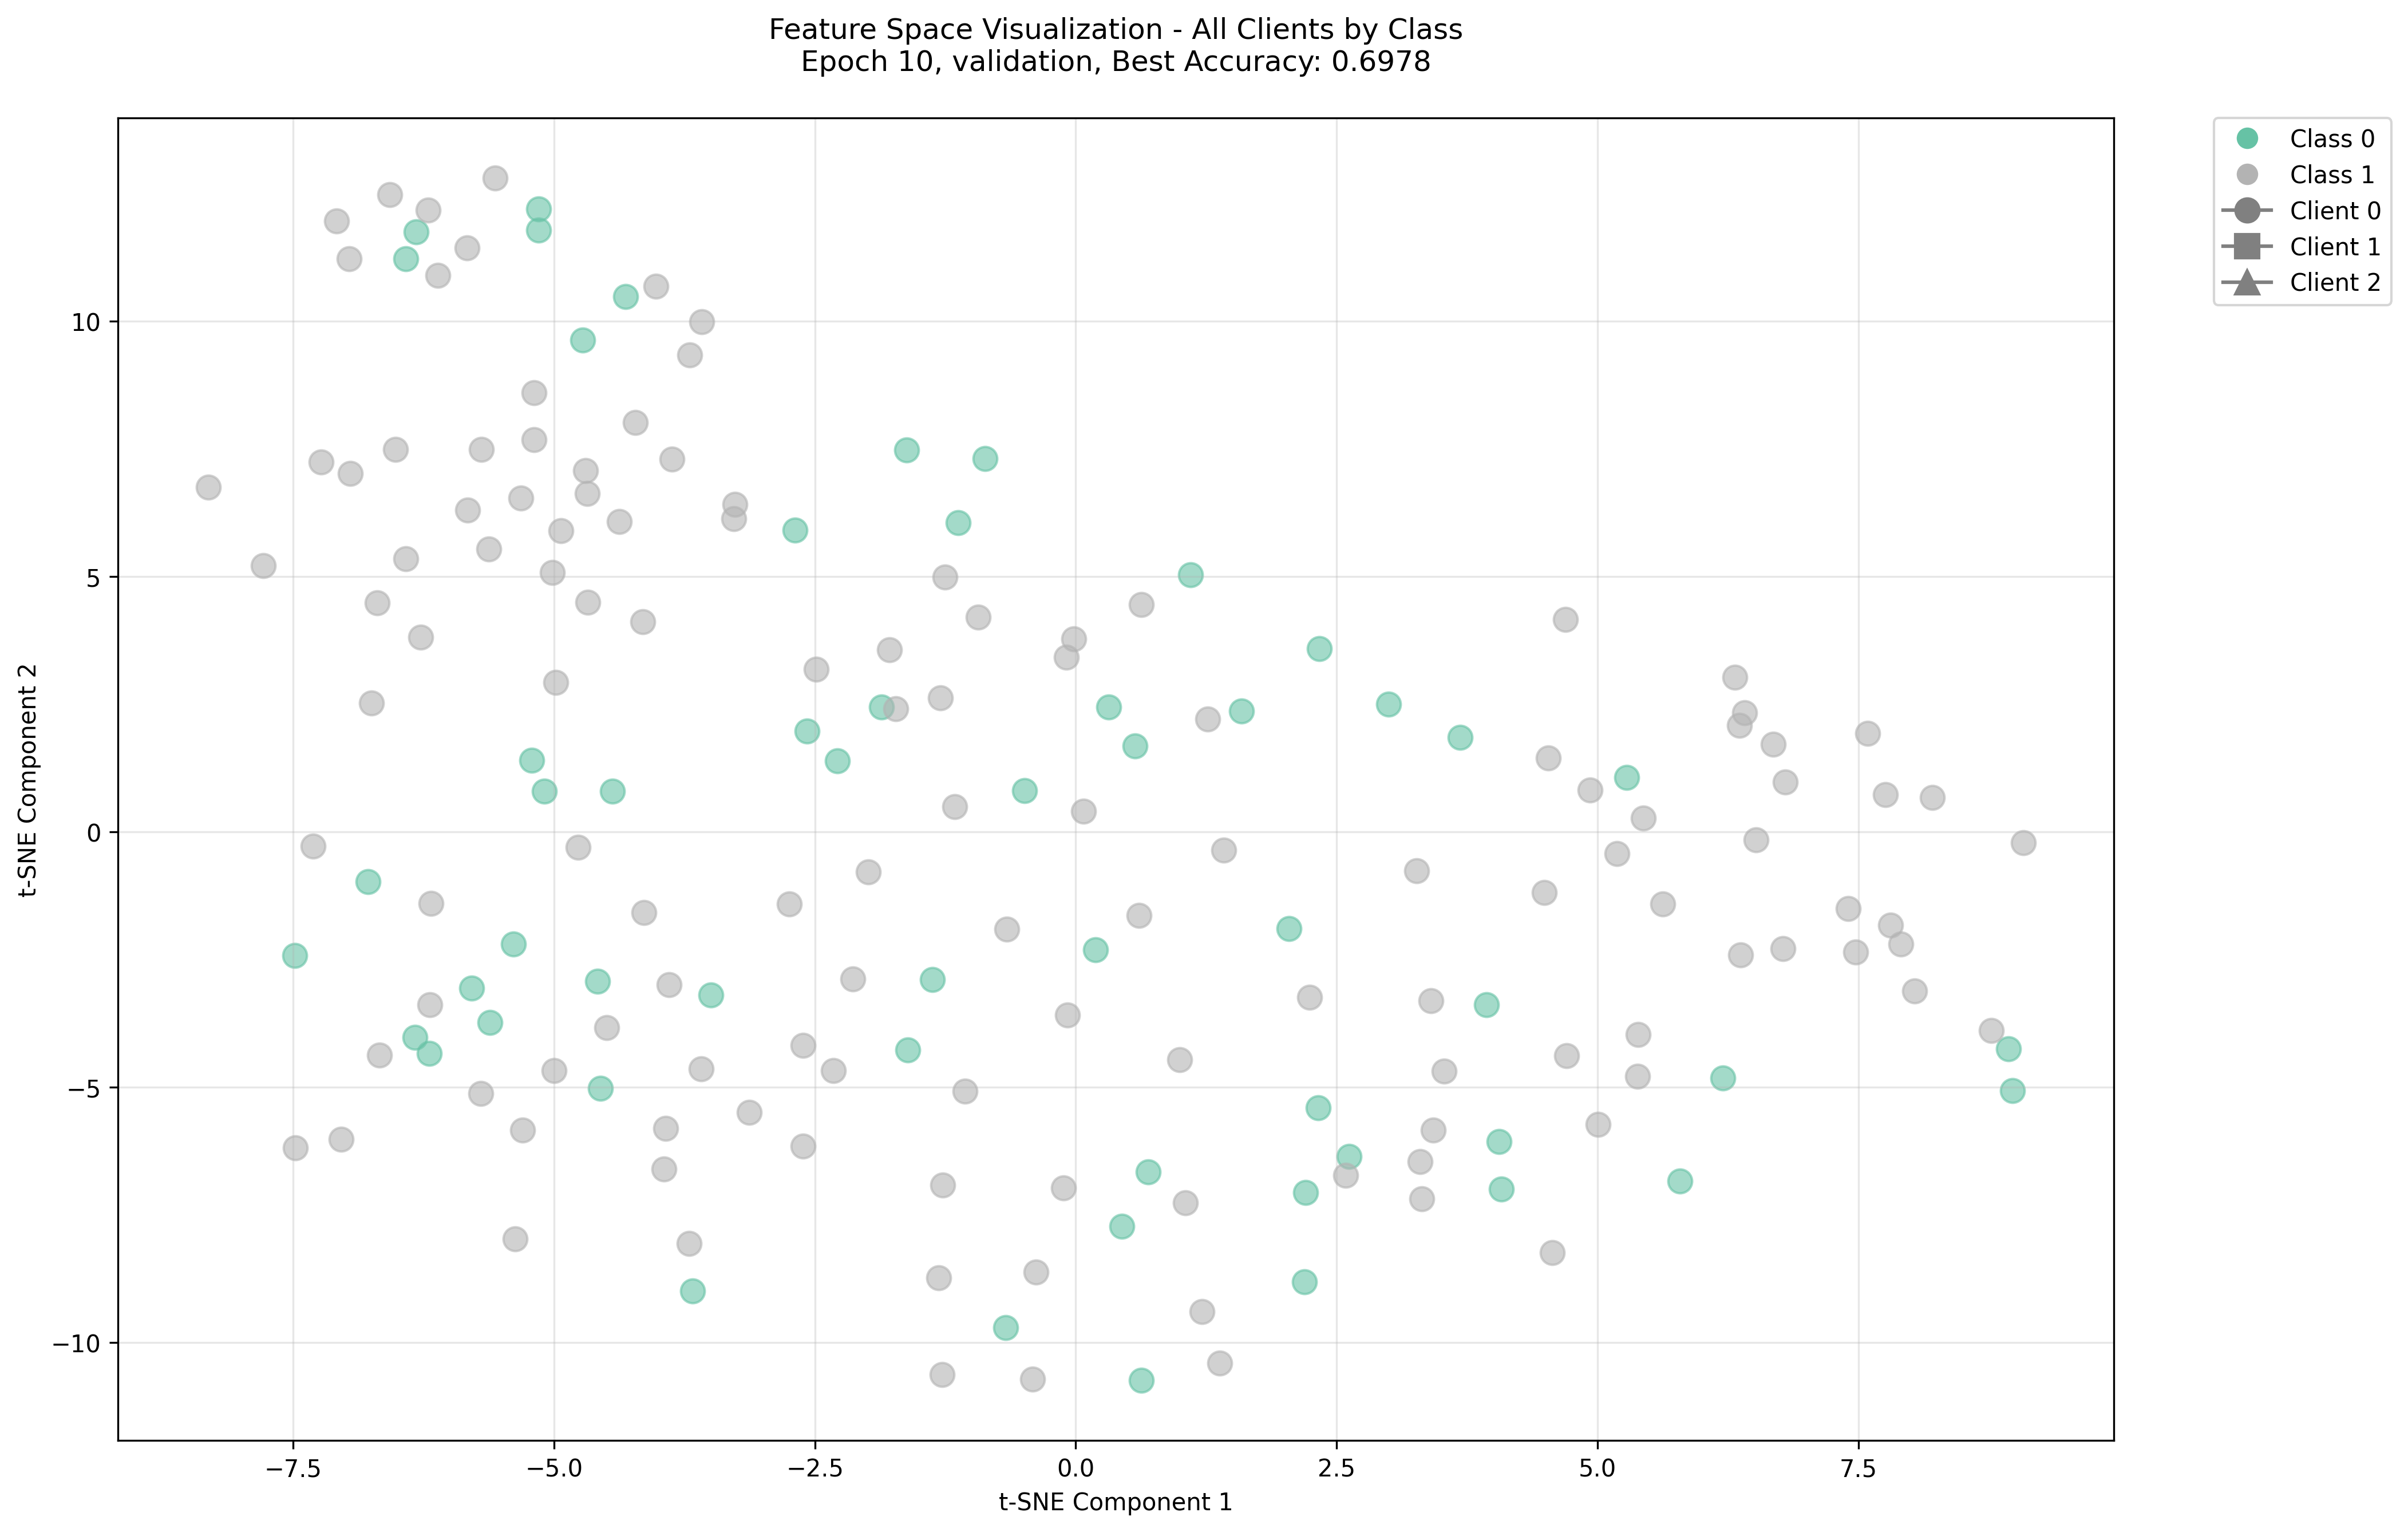 Feature Space Visualization - All Clients by Class
Epoch 10, validation, Best Accuracy: 0.6978
Class 0
Class 1
Client 0
Client 1
Client 2
10
5
0
−5
−10
t-SNE Component 2
−7.5
−5.0
−2.5
0.0
2.5
5.0
7.5
t-SNE Component 1